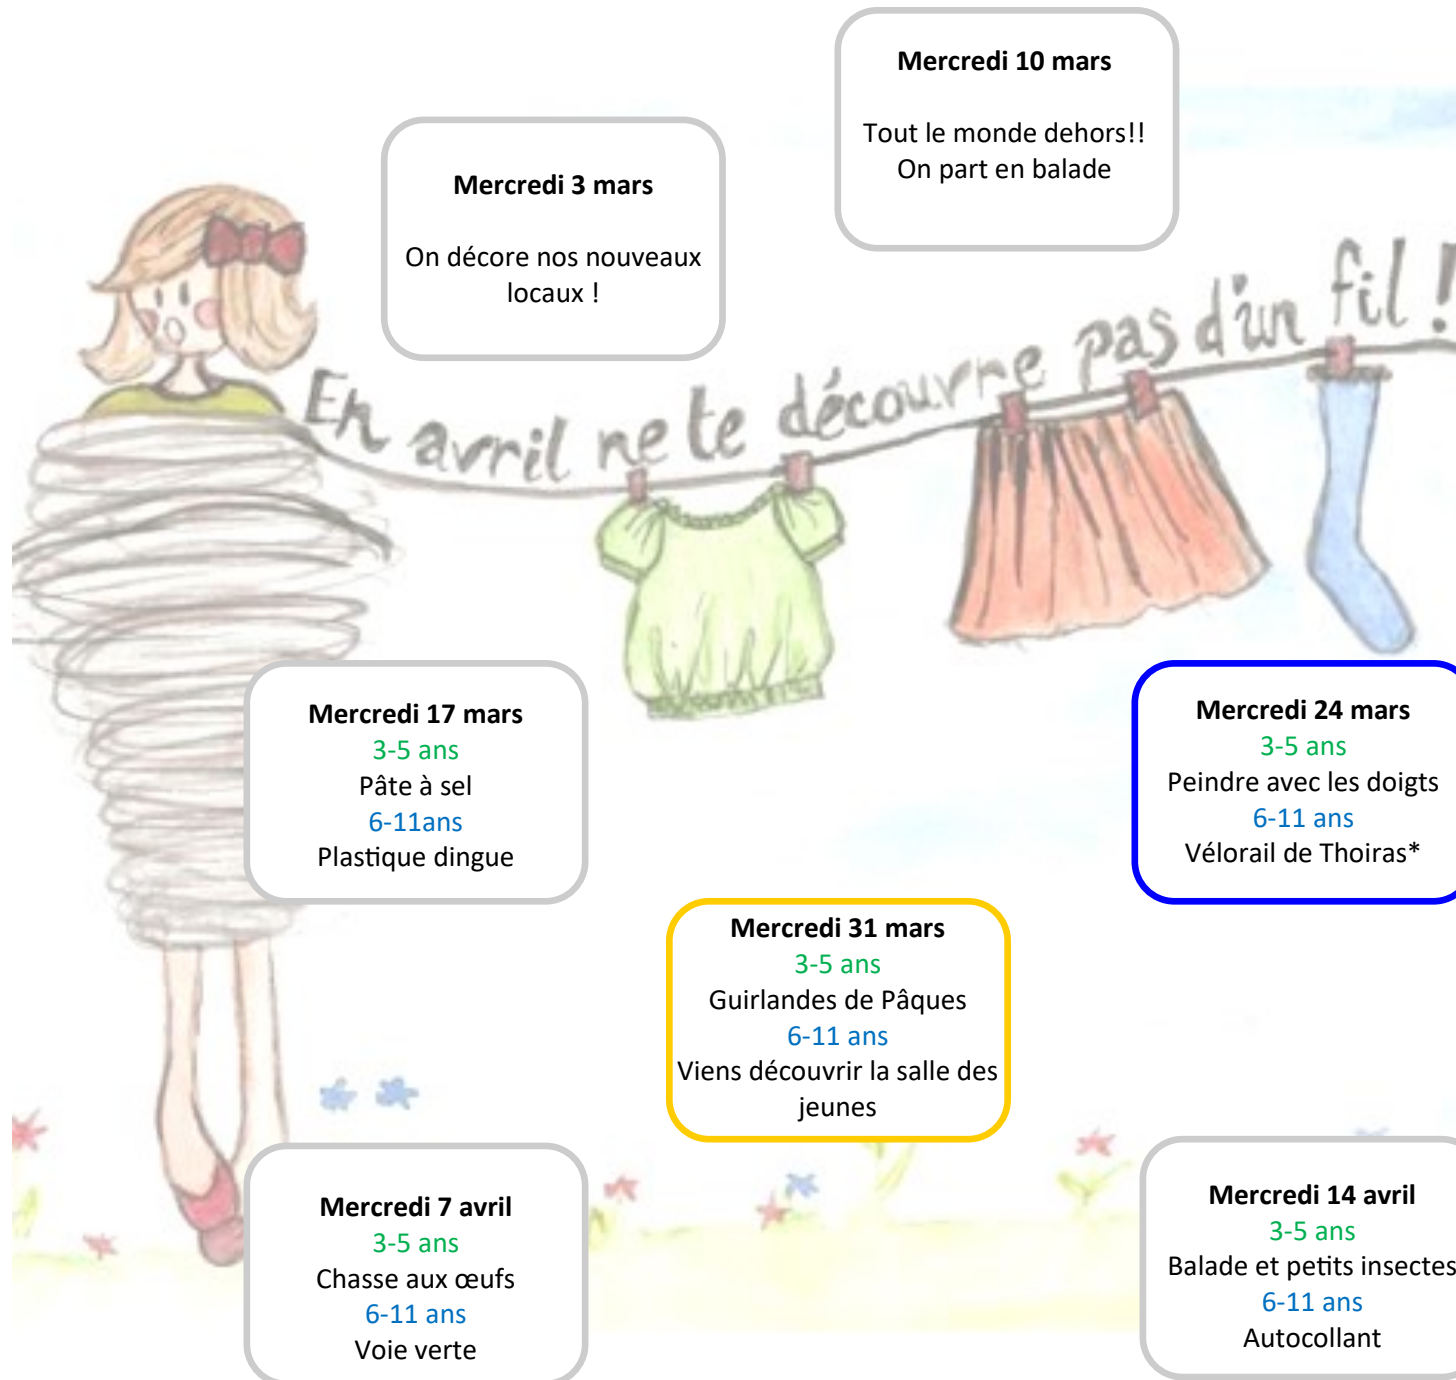 Mercredi 10 mars
Tout le monde dehors!!
On part en balade
Mercredi 3 mars
On décore nos nouveaux
locaux !
En avril ne te découvre pas d'un fil !
Mercredi 17 mars
3-5 ans
Pâte à sel
6-11ans
Plastique dingue
Mercredi 24 mars
3-5 ans
Peindre avec les doigts
6-11 ans
Vélorail de Thoiras*
Mercredi 31 mars
3-5 ans
Guirlandes de Pâques
6-11 ans
Viens découvrir la salle des
jeunes
Mercredi 7 avril
3-5 ans
Chasse aux œufs
6-11 ans
Voie verte
Mercredi 14 avril
3-5 ans
Balade et petits insectes
6-11 ans
Autocollant